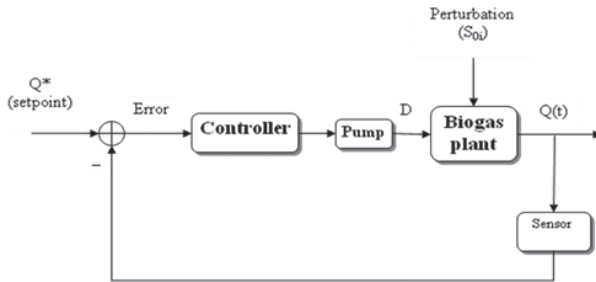 Perturbation
(S0i)
Q*
(setpoint)
Error
Controller
Pump
D
Biogas
plant
Q(t)
Sensor
−